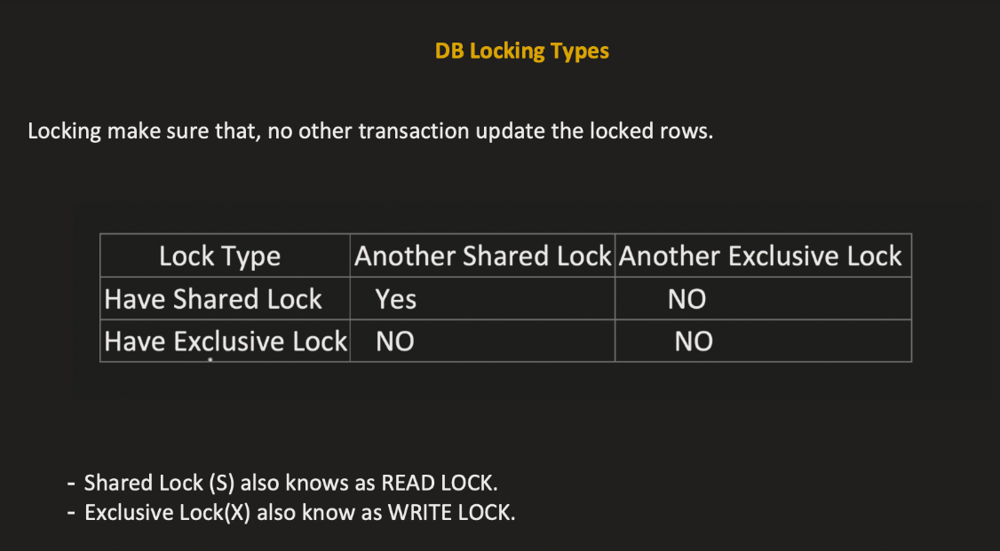 DB Locking Types
Locking make sure that, no other transaction update the locked rows.
Lock Type Another Shared Lock Another Exclusive Lock
Have Shared Lock Yes NO
Have Exclusive Lock NO NO
- Shared Lock (S) also knows as READ LOCK.
- Exclusive Lock(X) also know as WRITE LOCK.